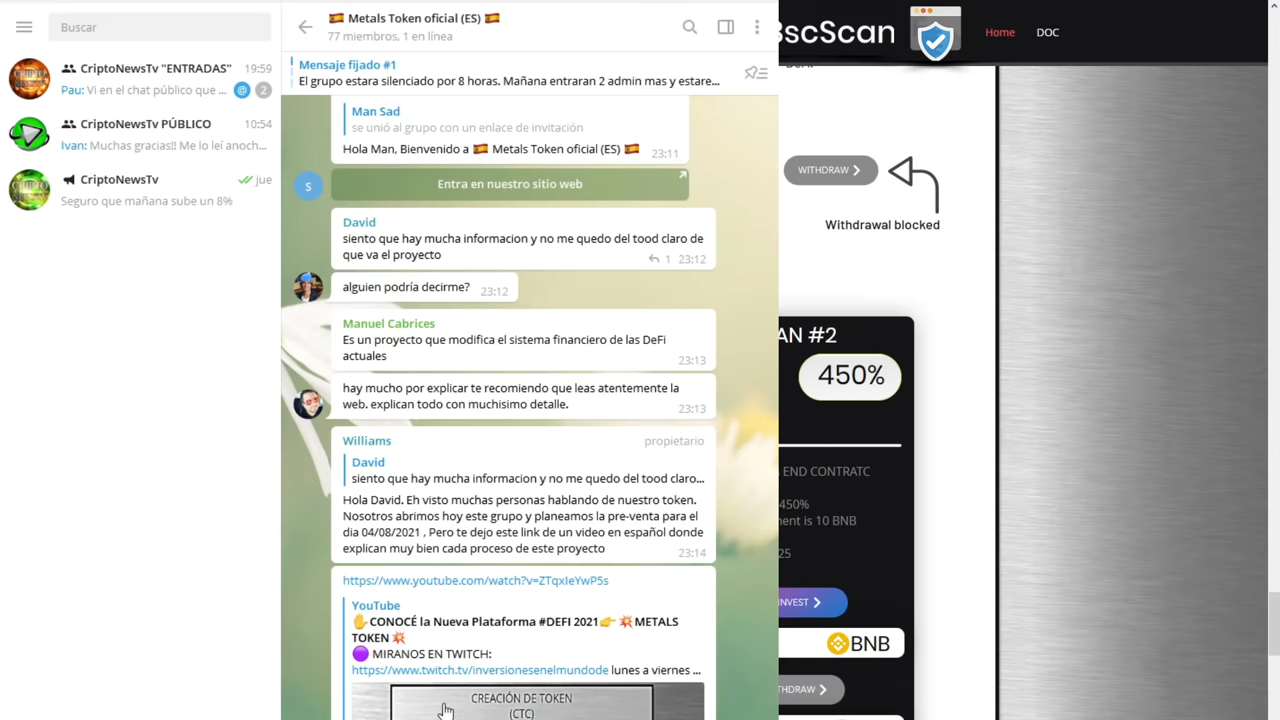 Buscar
CriptoNewsTv "ENTRADAS" 19:59
Pau: Vi en el chat público que ... @ 2
CriptoNewsTv PÚBLICO 10:54
Ivan: Muchas gracias!! Me lo leí anoch...
CriptoNewsTv jue
Seguro que mañana sube un 8%
🇪🇸 Metals Token oficial (ES) 🇪🇸
77 miembros, 1 en línea
Mensaje fijado #1
El grupo estara silenciado por 8 horas. Mañana entraran 2 admin mas y estare...
Man Sad
se unió al grupo con un enlace de invitación
Hola Man, Bienvenido a 🇪🇸 Metals Token oficial (ES) 🇪🇸 23:11
S
Entra en nuestro sitio web
David
siento que hay mucha informacion y no me quedo del tood claro de
que va el proyecto
1 23:12
alguien podría decirme? 23:12
Manuel Cabrices
Es un proyecto que modifica el sistema financiero de las DeFi
actuales 23:13
hay mucho por explicar te recomiendo que leas atentemente la
web. explican todo con muchisimo detalle. 23:13
Williams propietario
David
siento que hay mucha informacion y no me quedo del tood claro...
Hola David. Eh visto muchas personas hablando de nuestro token.
Nosotros abrimos hoy este grupo y planeamos la pre-venta para el
dia 04/08/2021 , Pero te dejo este link de un video en español donde
explican muy bien cada proceso de este proyecto 23:14
https://www.youtube.com/watch?v=ZTqxIeYwP5s
YouTube
✋CONOCÉ la Nueva Plataforma #DEFI 2021👉 💥METALS
TOKEN 💥
🟣 MIRANOS EN TWITCH:
https://www.twitch.tv/inversionesenelmundode lunes a viernes ...
CREACIÓN DE TOKEN
(CTC)
BscScan
Home DOC
WITHDRAW
Withdrawal blocked
AN #2
450%
END CONTRATC
450%
ment is 10 BNB
25
INVEST
BNB
THDRAW